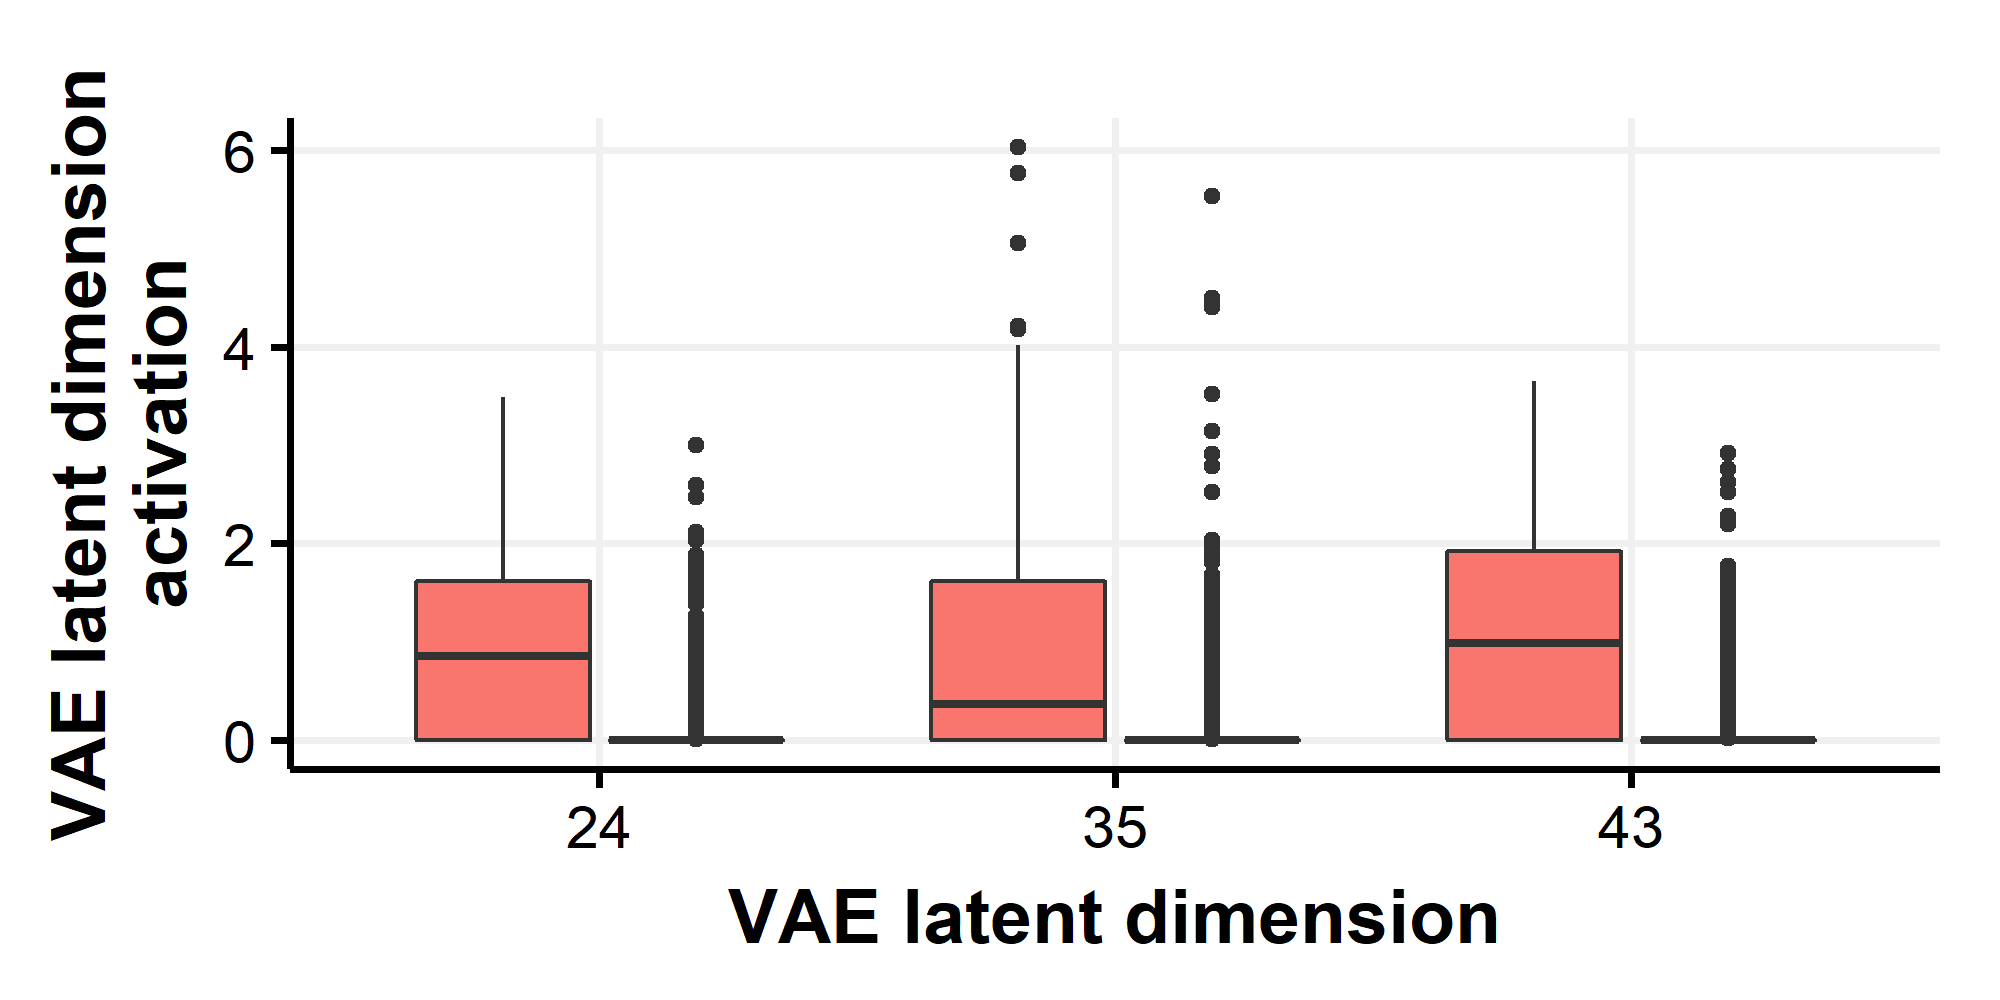 VAE latent dimension
activation
6
4
2
0
24 35 43
VAE latent dimension